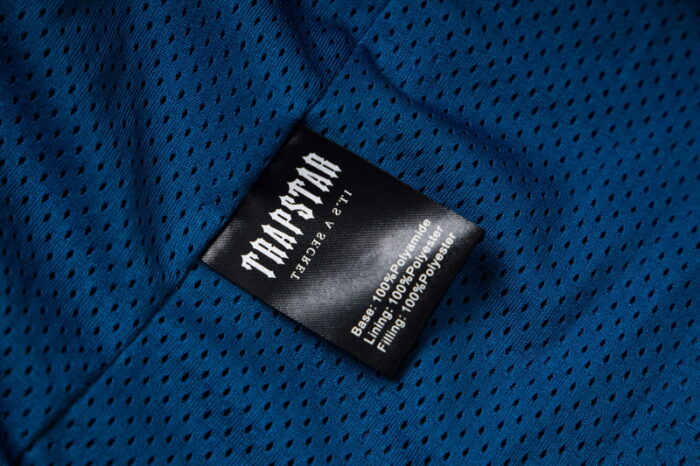 TRAPSTAR
IT'S A SECRET
Base: 100%Polyamide
Lining: 100%Polyester
Filling: 100%Polyester